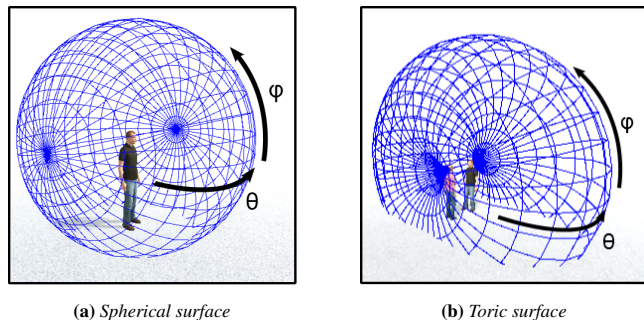 φ
θ
φ
θ
(a) Spherical surface
(b) Toric surface